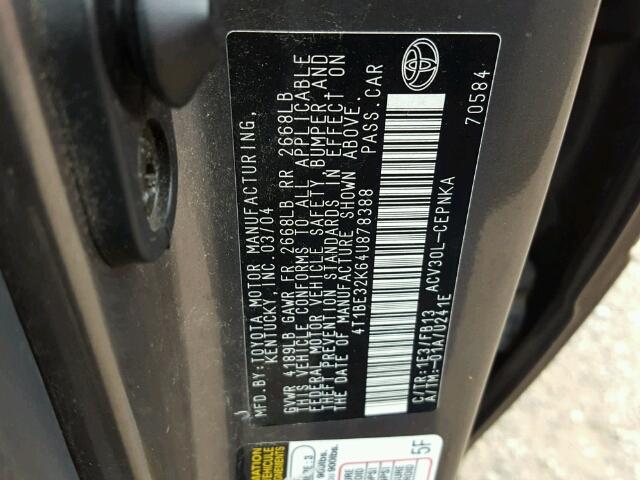 MFD.BY:TOYOTA MOTOR MANUFACTURING,
KENTUCKY, INC. 03/04
GVWR 4189LB GAWR FR 2668LB RR 2668LB
THIS VEHICLE CONFORMS TO ALL APPLICABLE
FEDERAL MOTOR VEHICLE SAFETY, BUMPER AND
THEFT PREVENTION STANDARDS IN EFFECT ON
THE DATE OF MANUFACTURE SHOWN ABOVE.
4T1BE32K64U878388 PASS.CAR
C/TR:1E3/FB13 ACV30L-CEPNKA
A/TM:-01A/U241E
70584
5F